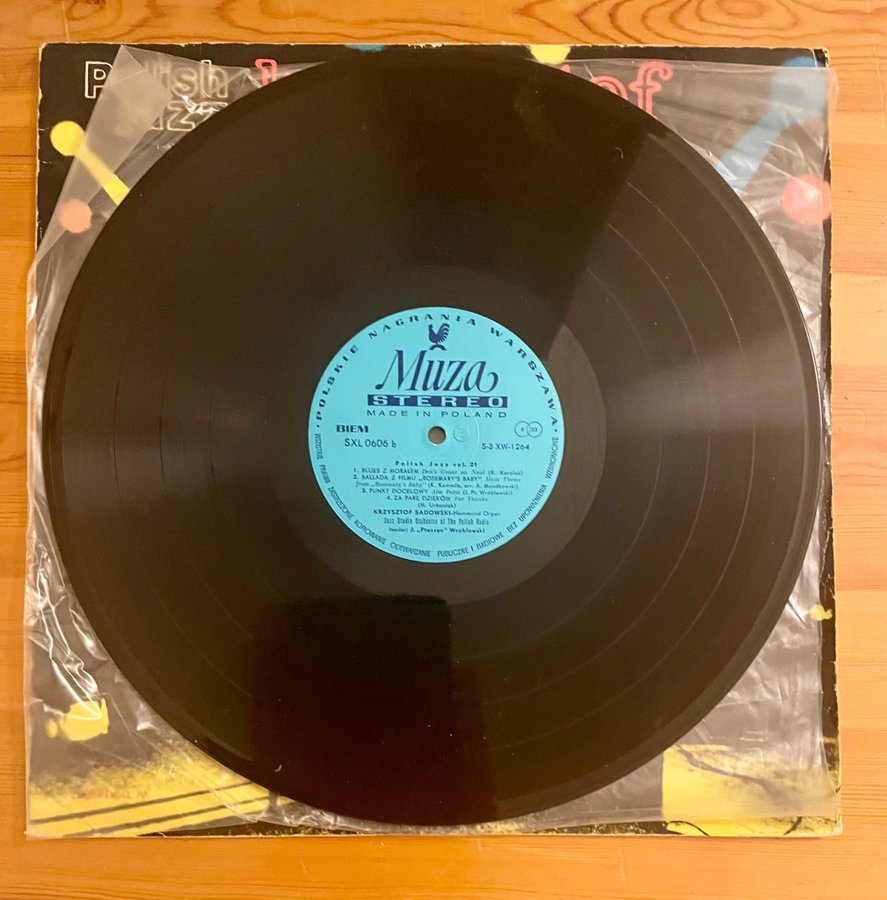 Polish
of
• POLSKIE NAGRANIA WARSZAWA •
Muza
STEREO
MADE IN POLAND
BIEM
SXL 0606 b
S-3 XW-1264
33
Polish Jazz vol. 21
1. BLUES Z MORAŁEM Don't Count on Noel (K. Karolak)
2. BALLADA Z FILMU „ROSEMARY'S BABY" Main Theme
from „Rosemary's Baby" (K. Komeda, arr. A. Mundkowski)
3. PUNKT DOCELOWY Aim Point (J. Pt. Wróblewski)
4. ZA PARĘ DZIĘKÓW For Thanks
(M. Urbaniak)
KRZYSZTOF SADOWSKI-Hammond Organ
Jazz Studio Orchestra of The Polish Radio
leader: J. „Ptaszyn" Wróblewski
WSZELKIE PRAWA ZASTRZEŻONE. KOPIOWANIE ODTWARZANIE PUBLICZNE I RADIOWE BEZ UPOWAŻNIENIA WZBRONIONE